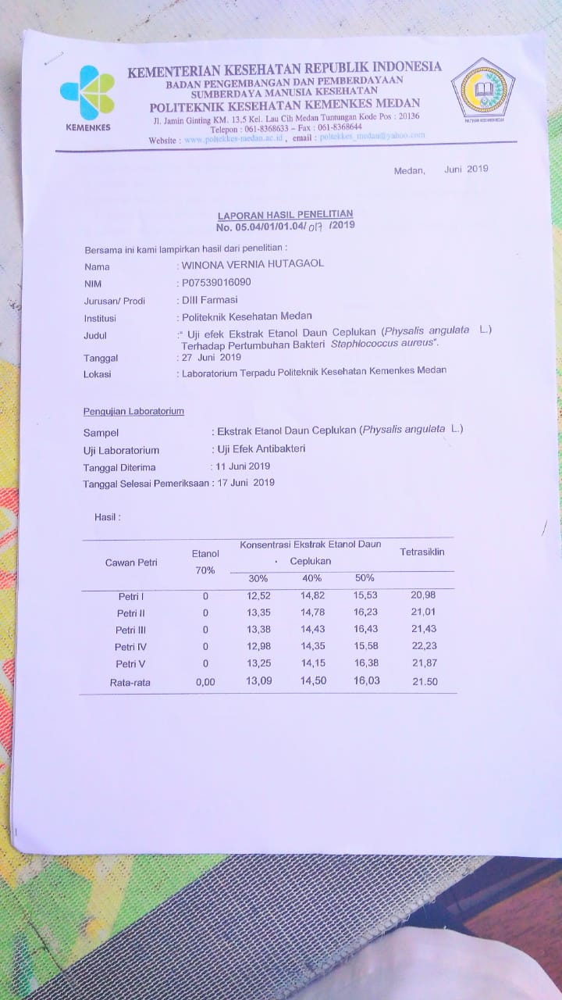 KEMENTERIAN KESEHATAN REPUBLIK INDONESIA
BADAN PENGEMBANGAN DAN PEMBERDAYAAN
SUMBERDAYA MANUSIA KESEHATAN
POLITEKNIK KESEHATAN KEMENKES MEDAN
Jl. Jamin Ginting KM. 13,5 Kel. Lau Cih Medan Tuntungan Kode Pos : 20136
Telepon : 061-8368633 – Fax : 061-8368644
Website : www.poltekkes-medan.ac.id , email : poltekkes_medan@yahoo.com
KEMENKES
POLITEKNIK KESEHATAN MEDAN
Medan, Juni 2019
LAPORAN HASIL PENELITIAN
No. 05.04/01/01.04/ 017 /2019
Bersama ini kami lampirkan hasil dari penelitian :
Nama : WINONA VERNIA HUTAGAOL
NIM : P07539016090
Jurusan/ Prodi : DIII Farmasi
Institusi : Politeknik Kesehatan Medan
Judul :" Uji efek Ekstrak Etanol Daun Ceplukan (Physalis angulata L.)
Terhadap Pertumbuhan Bakteri Staphlococcus aureus".
Tanggal : 27 Juni 2019
Lokasi : Laboratorium Terpadu Politeknik Kesehatan Kemenkes Medan
Pengujian Laboratorium
Sampel : Ekstrak Etanol Daun Ceplukan (Physalis angulata L.)
Uji Laboratorium : Uji Efek Antibakteri
Tanggal Diterima : 11 Juni 2019
Tanggal Selesai Pemeriksaan : 17 Juni 2019
Hasil :
Cawan Petri Etanol 70% Konsentrasi Ekstrak Etanol Daun Ceplukan Tetrasiklin
30% 40% 50%
Petri I 0 12,52 14,82 15,53 20,98
Petri II 0 13,35 14,78 16,23 21,01
Petri III 0 13,38 14,43 16,43 21,43
Petri IV 0 12,98 14,35 15,58 22,23
Petri V 0 13,25 14,15 16,38 21,87
Rata-rata 0,00 13,09 14,50 16,03 21.50